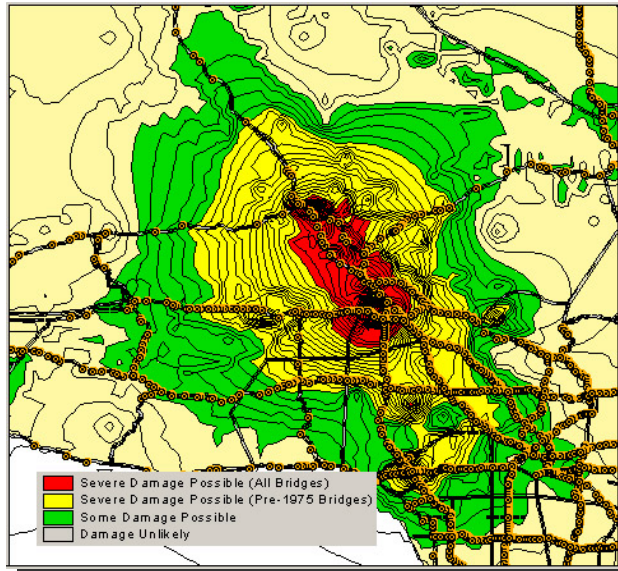 Severe Damage Possible (All Bridges)
Severe Damage Possible (Pre-1975 Bridges)
Some Damage Possible
Damage Unlikely